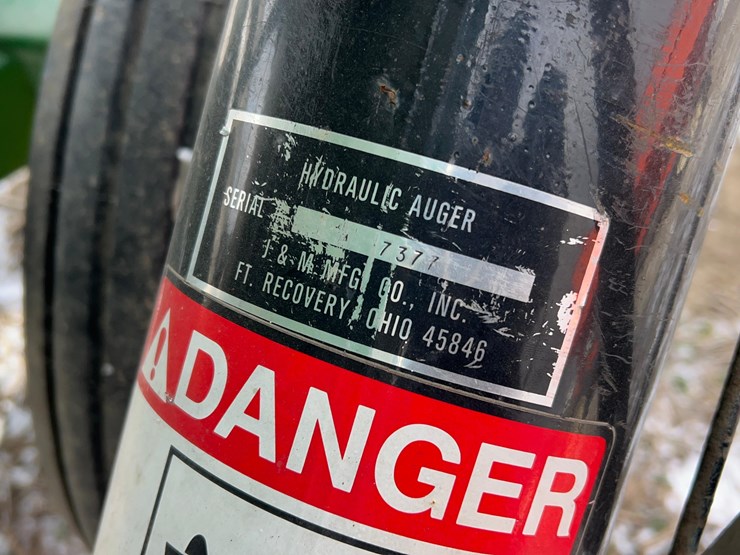 HYDRAULIC AUGER
SERIAL
7377
J & M MFG. CO., INC.
FT. RECOVERY, OHIO 45846
DANGER